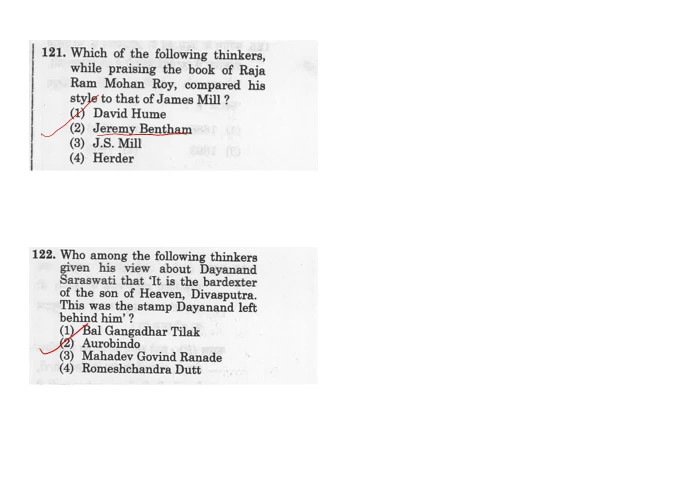 121. Which of the following thinkers,
while praising the book of Raja
Ram Mohan Roy, compared his
style to that of James Mill ?
(1) David Hume
(2) Jeremy Bentham
(3) J.S. Mill
(4) Herder
122. Who among the following thinkers
given his view about Dayanand
Saraswati that 'It is the bardexter
of the son of Heaven, Divasputra.
This was the stamp Dayanand left
behind him' ?
(1) Bal Gangadhar Tilak
(2) Aurobindo
(3) Mahadev Govind Ranade
(4) Romeshchandra Dutt